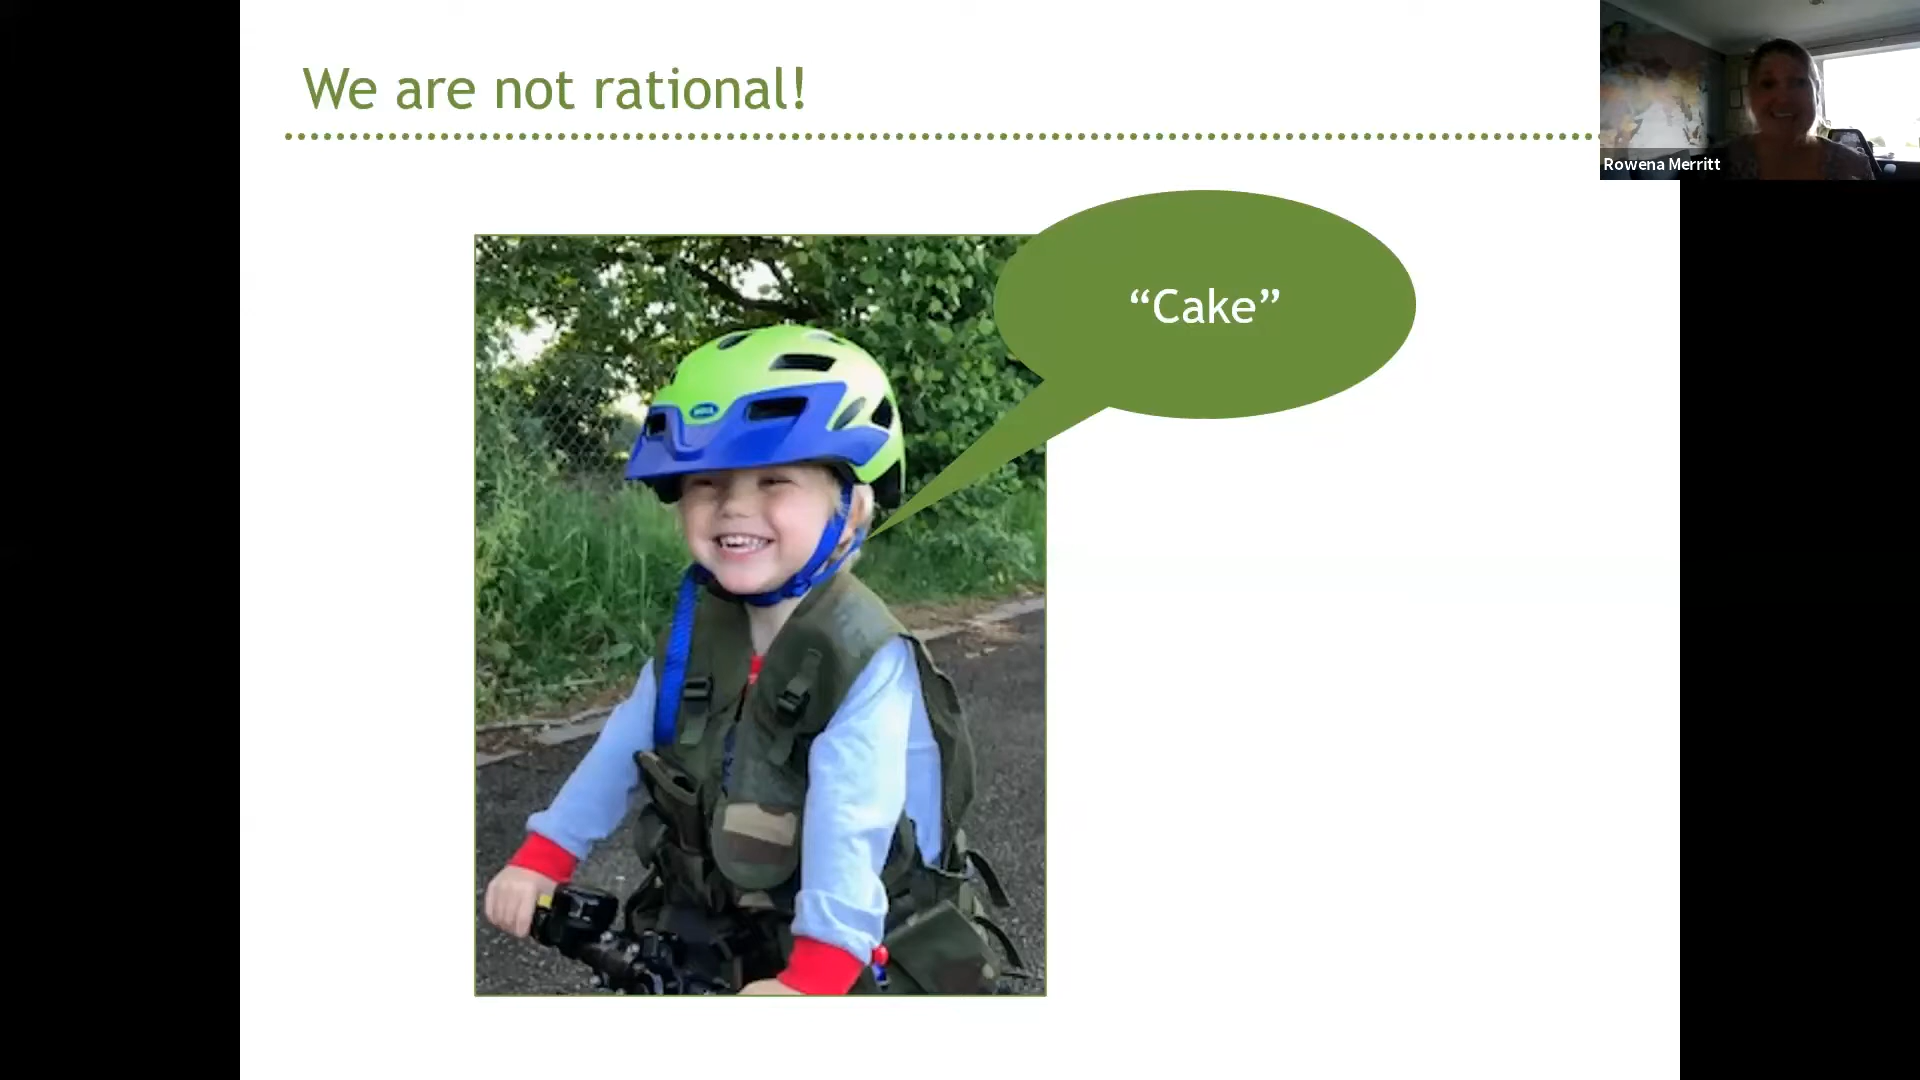 We are not rational!
Rowena Merritt
“Cake”